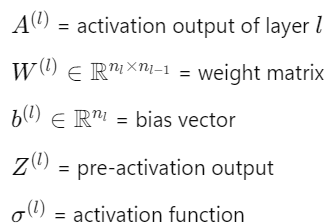 A^{(l)} = activation output of layer l
W^{(l)} ∈ ℝ^{n_l×n_{l−1}} = weight matrix
b^{(l)} ∈ ℝ^{n_l} = bias vector
Z^{(l)} = pre-activation output
σ^{(l)} = activation function